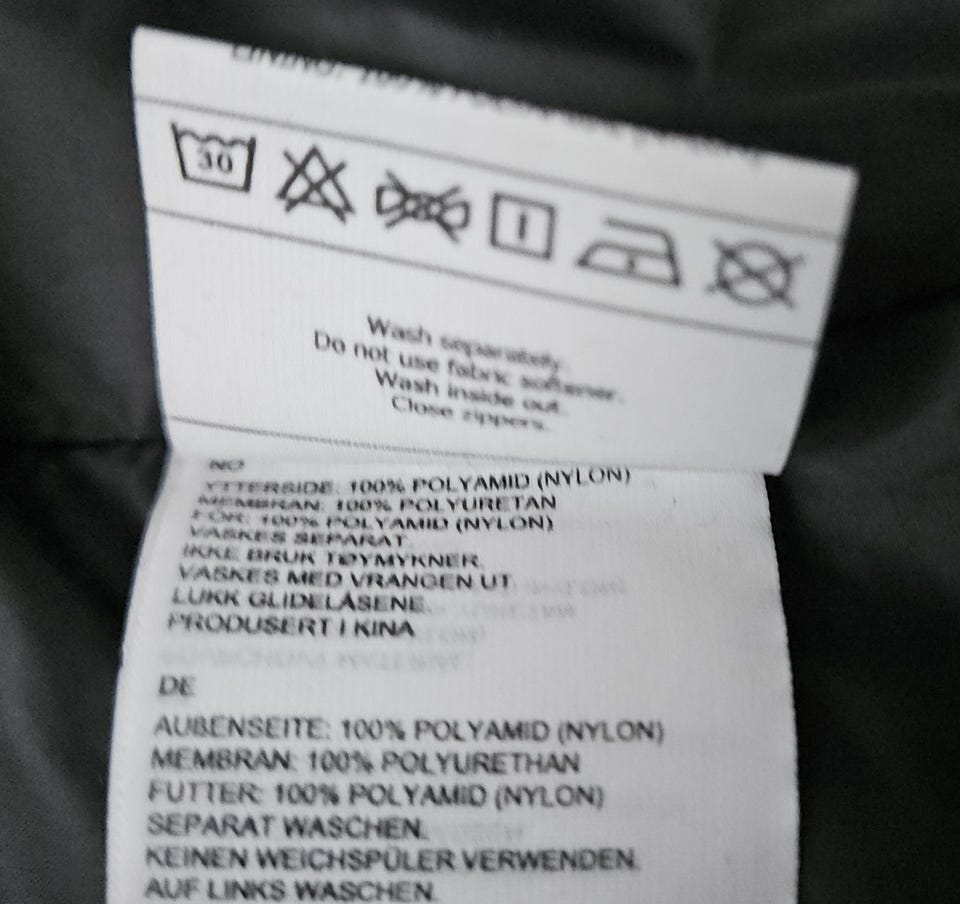 LINING: 100%
30
Wash separately.
Do not use fabric softener.
Wash inside out.
Close zippers.
NO
YTTERSIDE: 100% POLYAMID (NYLON)
MEMBRAN: 100% POLYURETAN
FÔR: 100% POLYAMID (NYLON)
VASKES SEPARAT.
IKKE BRUK TØYMYKNER.
VASKES MED VRANGEN UT.
LUKK GLIDELÅSENE.
PRODUSERT I KINA
DE
AUßENSEITE: 100% POLYAMID (NYLON)
MEMBRAN: 100% POLYURETHAN
FUTTER: 100% POLYAMID (NYLON)
SEPARAT WASCHEN.
KEINEN WEICHSPÜLER VERWENDEN.
AUF LINKS WASCHEN.